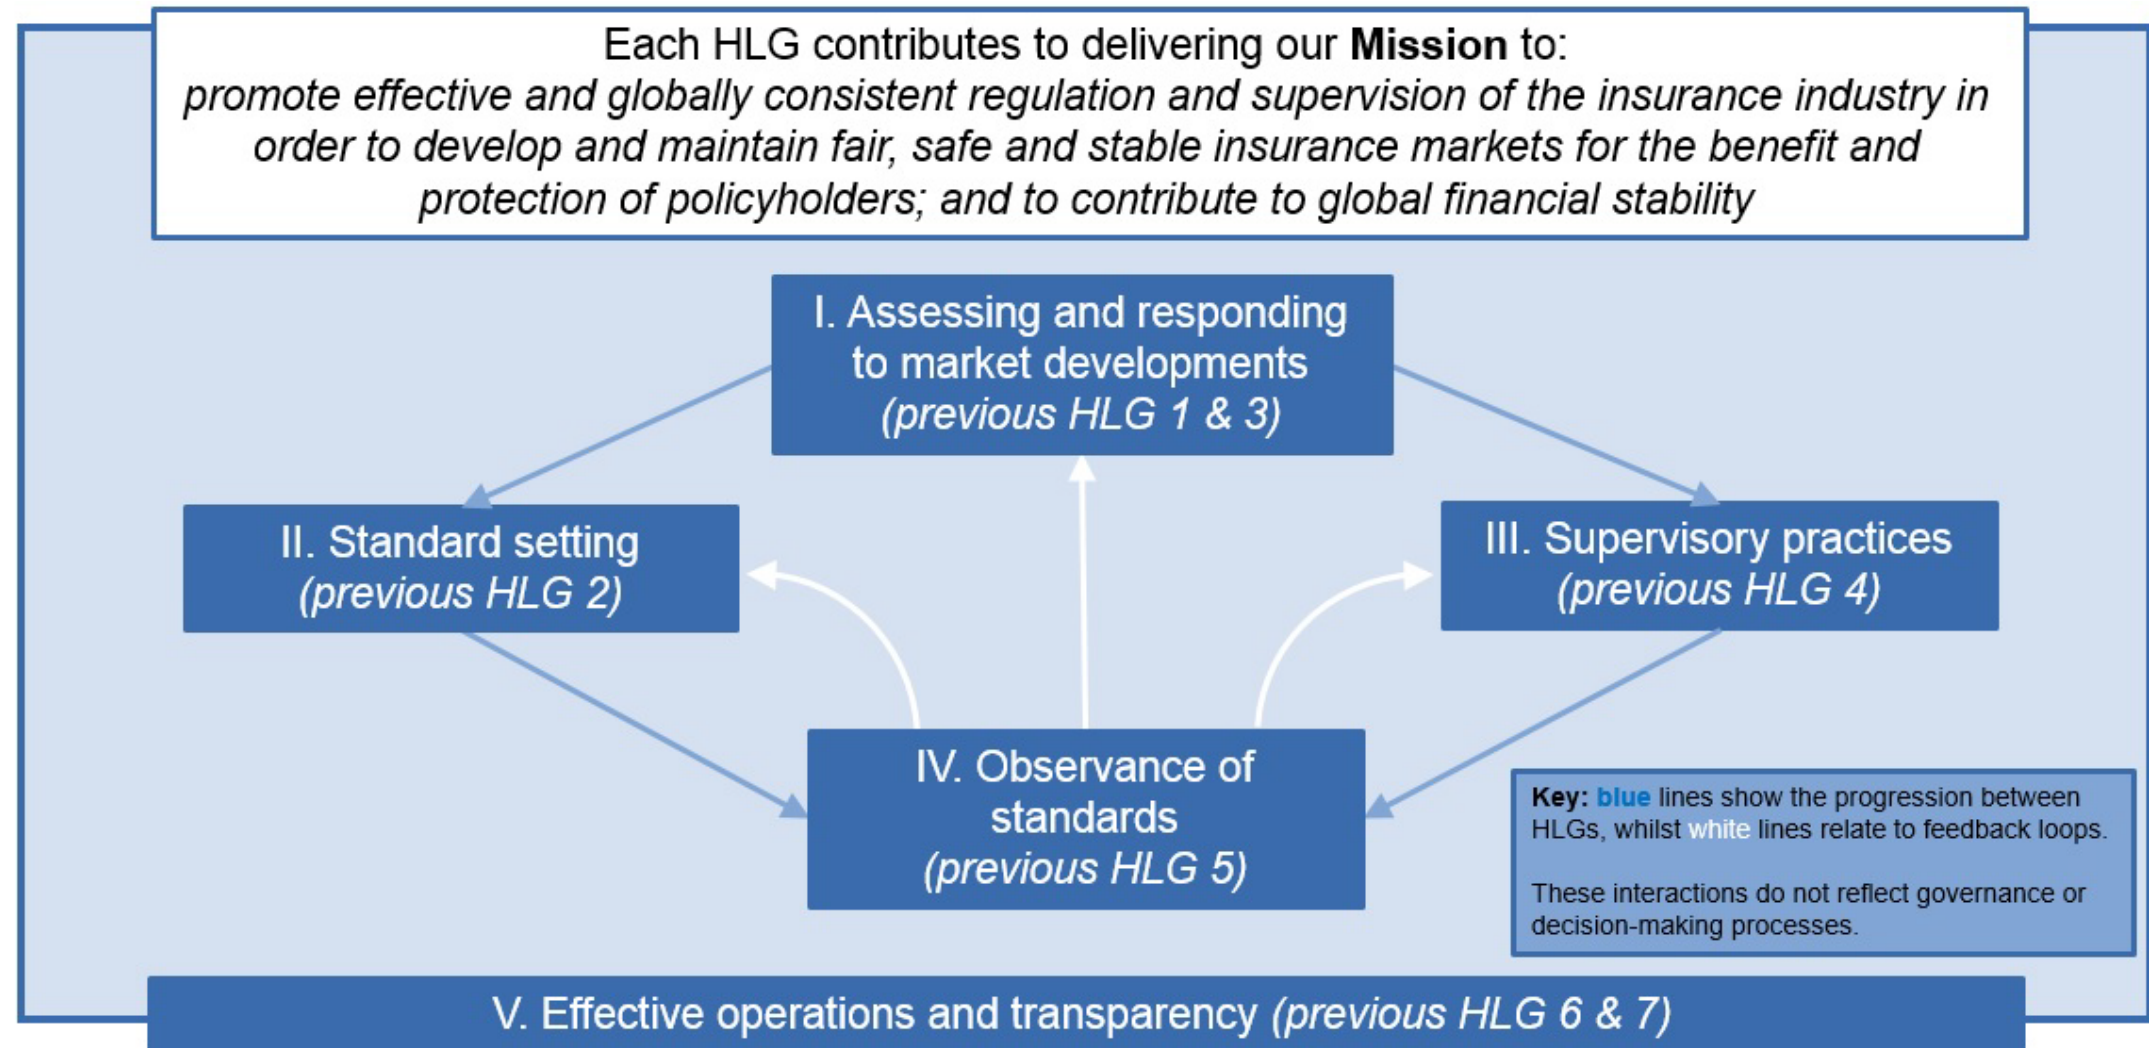 Each HLG contributes to delivering our Mission to:
promote effective and globally consistent regulation and supervision of the insurance industry in
order to develop and maintain fair, safe and stable insurance markets for the benefit and
protection of policyholders; and to contribute to global financial stability
I. Assessing and responding
to market developments
(previous HLG 1 & 3)
II. Standard setting
(previous HLG 2)
III. Supervisory practices
(previous HLG 4)
IV. Observance of
standards
(previous HLG 5)
Key: blue lines show the progression between
HLGs, whilst white lines relate to feedback loops.
These interactions do not reflect governance or
decision-making processes.
V. Effective operations and transparency (previous HLG 6 & 7)